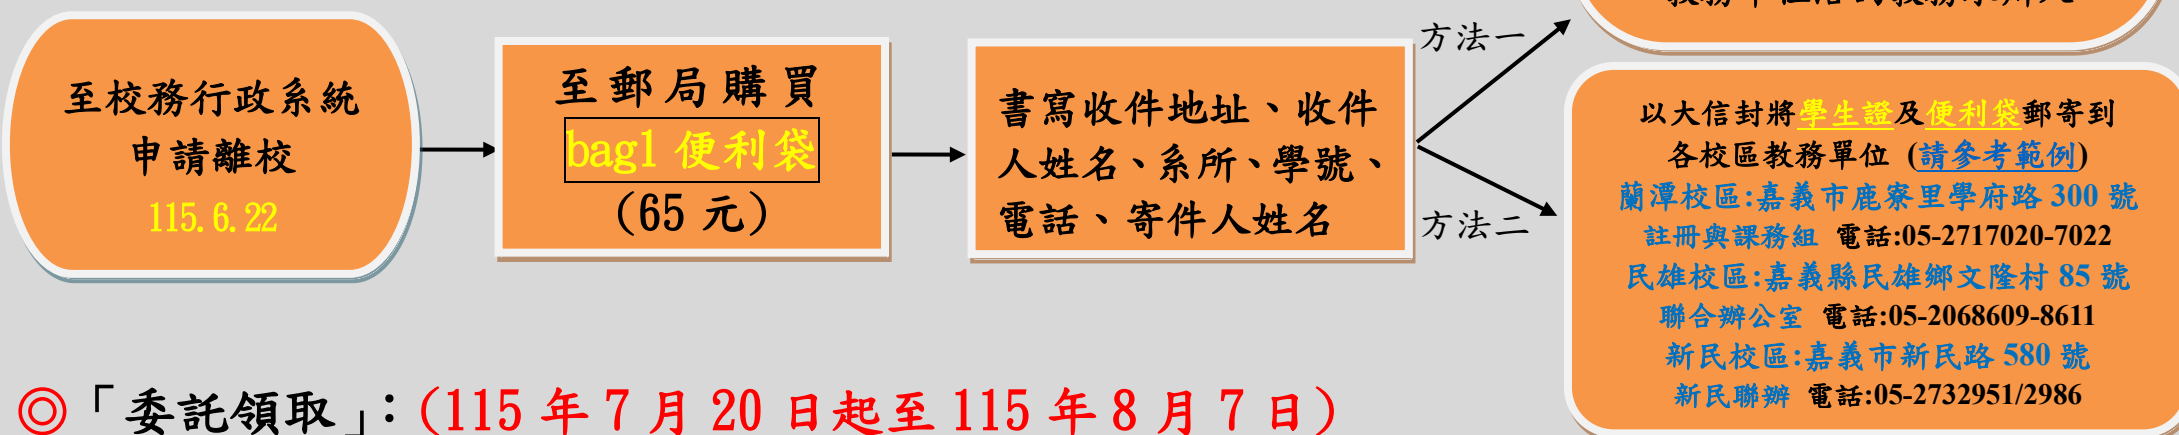 至校務行政系統
申請離校
115.6.22
至郵局購買
bag1 便利袋
(65 元)
書寫收件地址、收件
人姓名、系所、學號、
電話、寄件人姓名
方法一
方法二
以大信封將學生證及便利袋郵寄到
各校區教務單位 (請參考範例)
蘭潭校區:嘉義市鹿寮里學府路 300 號
註冊與課務組 電話:05-2717020-7022
民雄校區:嘉義縣民雄鄉文隆村 85 號
聯合辦公室 電話:05-2068609-8611
新民校區:嘉義市新民路 580 號
新民聯辦 電話:05-2732951/2986
◎「委託領取」:(115 年 7 月 20 日起至 115 年 8 月 7 日)